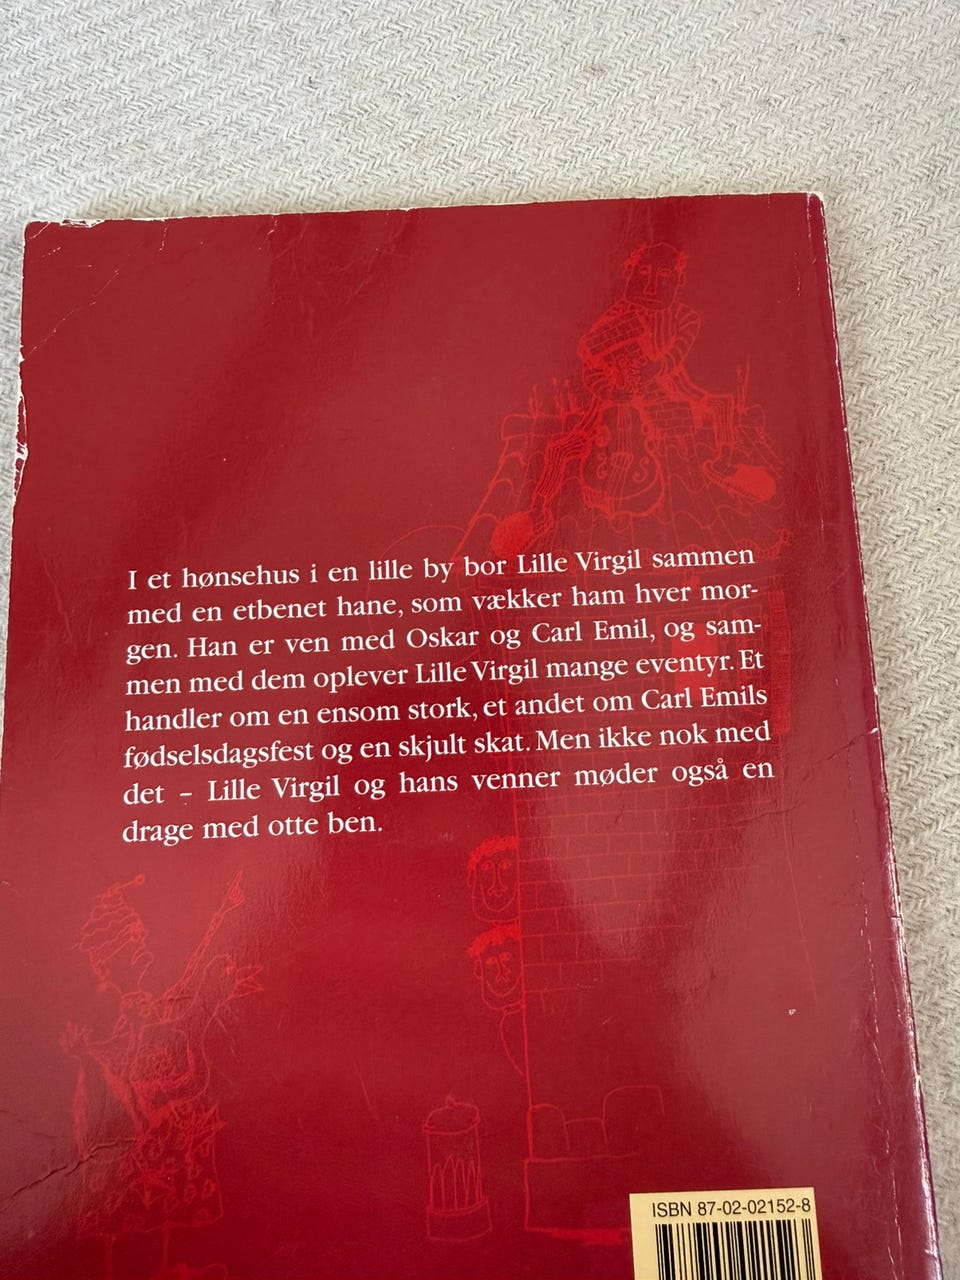 I et hønsehus i en lille by bor Lille Virgil sammen
med en etbenet hane, som vækker ham hver mor-
gen. Han er ven med Oskar og Carl Emil, og sam-
men med dem oplever Lille Virgil mange eventyr. Et
handler om en ensom stork, et andet om Carl Emils
fødselsdagsfest og en skjult skat. Men ikke nok med
det – Lille Virgil og hans venner møder også en
drage med otte ben.
ISBN 87-02-02152-8